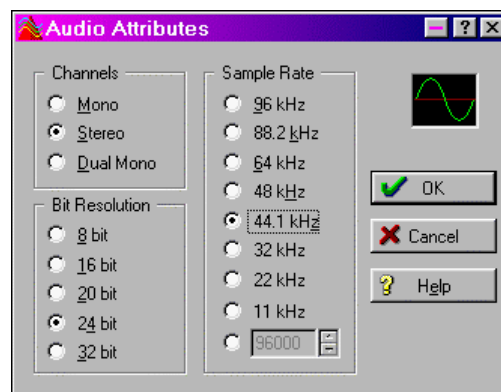 Audio Attributes
Channels
Mono
Stereo
Dual Mono
Bit Resolution
8 bit
16 bit
20 bit
24 bit
32 bit
Sample Rate
96 kHz
88.2 kHz
64 kHz
48 kHz
44.1 kHz
32 kHz
22 kHz
11 kHz
96000
OK
Cancel
Help